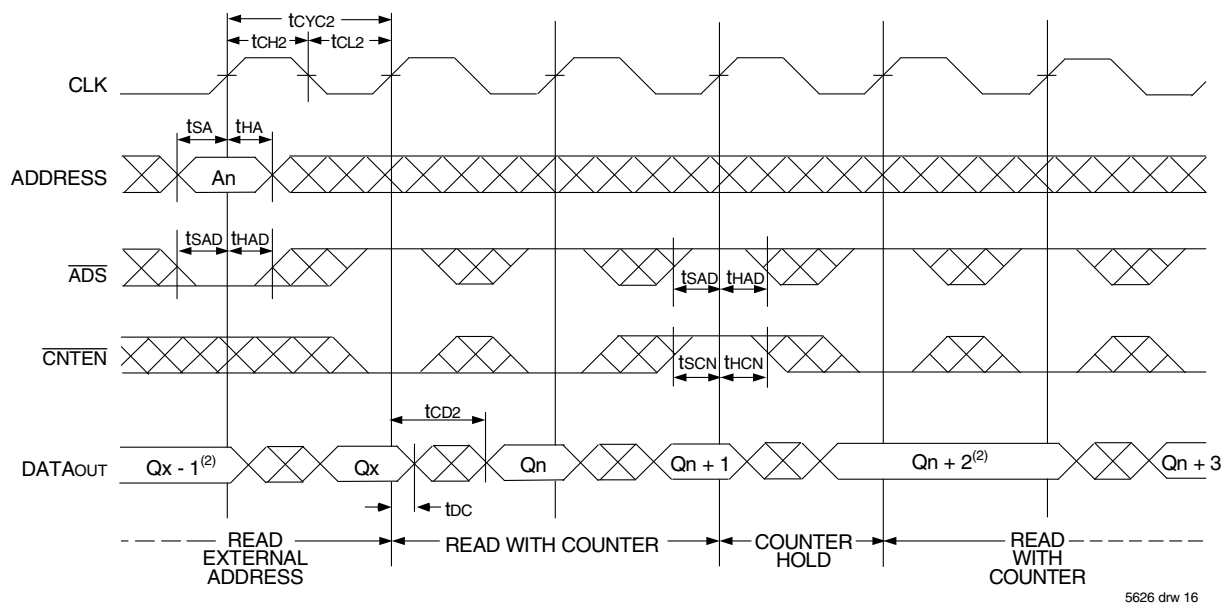 tCYC2
tCH2 tCL2
CLK
tSA tHA
ADDRESS An
tSAD tHAD
ADS tSAD tHAD
CNTEN tSCN tHCN
tCD2
DATAOUT Qx - 1(2) Qx Qn Qn + 1 Qn + 2(2) Qn + 3
tDC
READ EXTERNAL ADDRESS
READ WITH COUNTER
COUNTER HOLD
READ WITH COUNTER
5626 drw 16